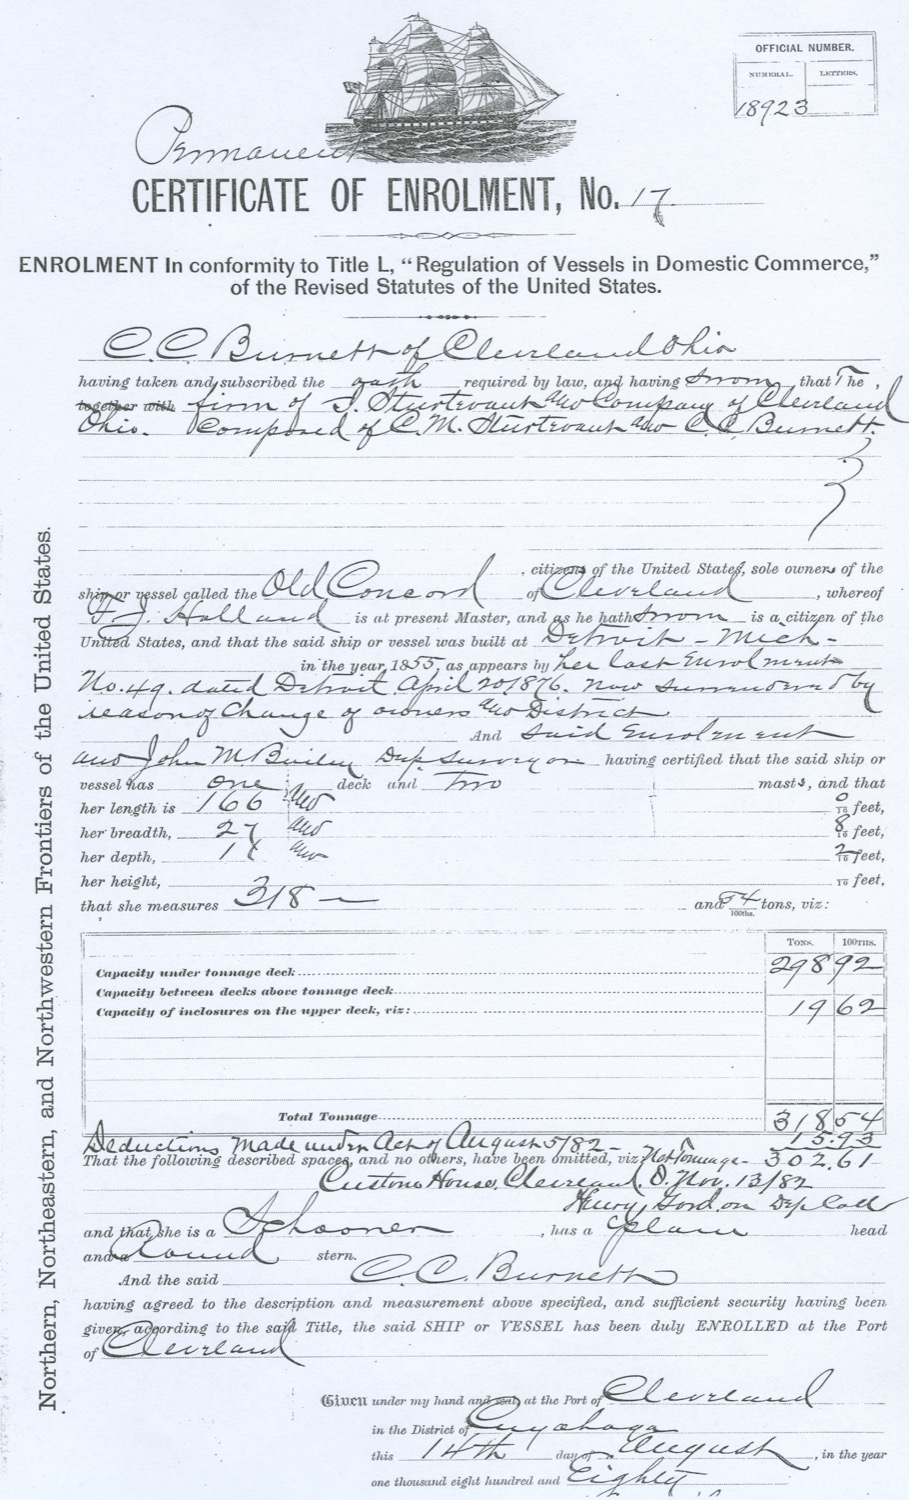 OFFICIAL NUMBER.
NUMERAL. LETTERS.
18923
Permanent
CERTIFICATE OF ENROLMENT, No. 17
ENROLMENT In conformity to Title L, “Regulation of Vessels in Domestic Commerce,”
of the Revised Statutes of the United States.
C. C. Burnett of Cleveland Ohio
having taken and subscribed the oath required by law, and having sworn that The,
together with firm of J. Sturtevant and Company of Cleveland
Ohio. Composed of C. M. Sturtevant and C. C. Burnett.
, citizens of the United States, sole owners of the
ship or vessel called the Old Concord of Cleveland, whereof
F. J. Holland is at present Master, and as he hath sworn is a citizen of the
United States, and that the said ship or vessel was built at Detroit - Mich -
in the year 1855, as appears by her last Enrolment
No. 49. dated Detroit April 20 1876. now surrendered by
reason of Change of owners and District
And said Enrolment
and John M Dep. Surveyor having certified that the said ship or
vessel has one deck and Two masts, and that
her length is 166 and 0/10 feet,
her breadth, 27 and 8/10 feet,
her depth, and 2/10 feet,
her height, /10 feet,
that she measures 318 — and 54/100ths. tons, viz:
TONS. 100THS.
Capacity under tonnage deck 298 92
Capacity between decks above tonnage deck
Capacity of inclosures on the upper deck, viz: 19 62
Total Tonnage 318 54
Deductions made under Act of August 5/82 - 15.93
That the following described spaces, and no others, have been omitted, viz: Net Tonnage - 302.61
Customs House, Cleveland, O. Nov. 13/82
Henry Gordon Dep Coll
and that she is a Schooner, has a plain head
and a Round stern.
And the said C. C. Burnett
having agreed to the description and measurement above specified, and sufficient security having been
given, according to the said Title, the said SHIP or VESSEL has been duly ENROLLED at the Port
of Cleveland
Given under my hand and seal at the Port of Cleveland
in the District of Cuyahoga
this 14th day of August, in the year
one thousand eight hundred and Eighty
Northern, Northeastern, and Northwestern Frontiers of the United States.